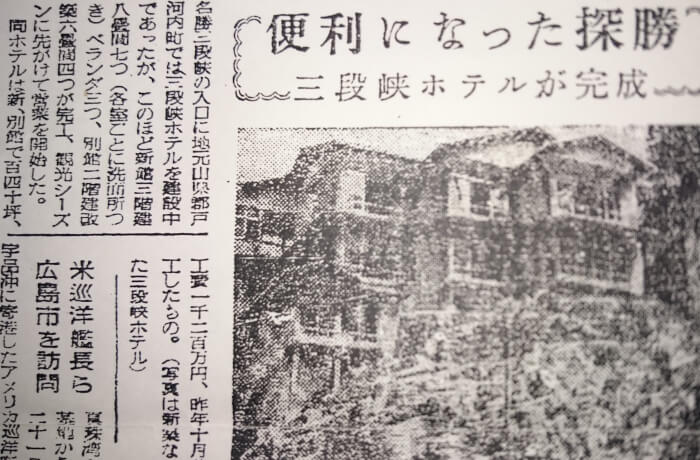 便利になった探勝
三段峡ホテルが完成
名勝三段峡の入口に地元山県郡戸
河内町では三段峡ホテルを建設中
であったが、このほど新館三階建
八畳間七つ(各室ごとに洗面所つ
き)ベランダ三つ、別館二階建改
築六畳間四つが完工、観光シーズ
ンに先がけて営業を開始した。
同ホテルは新、別館で百四十坪、
工費一千二百万円、昨年十月
工したもの。(写真は新築な
た三段峡ホテル)
米巡洋艦長ら
広島市を訪問
宇品沖に寄港したアメリカ巡洋
真珠湾
二十一